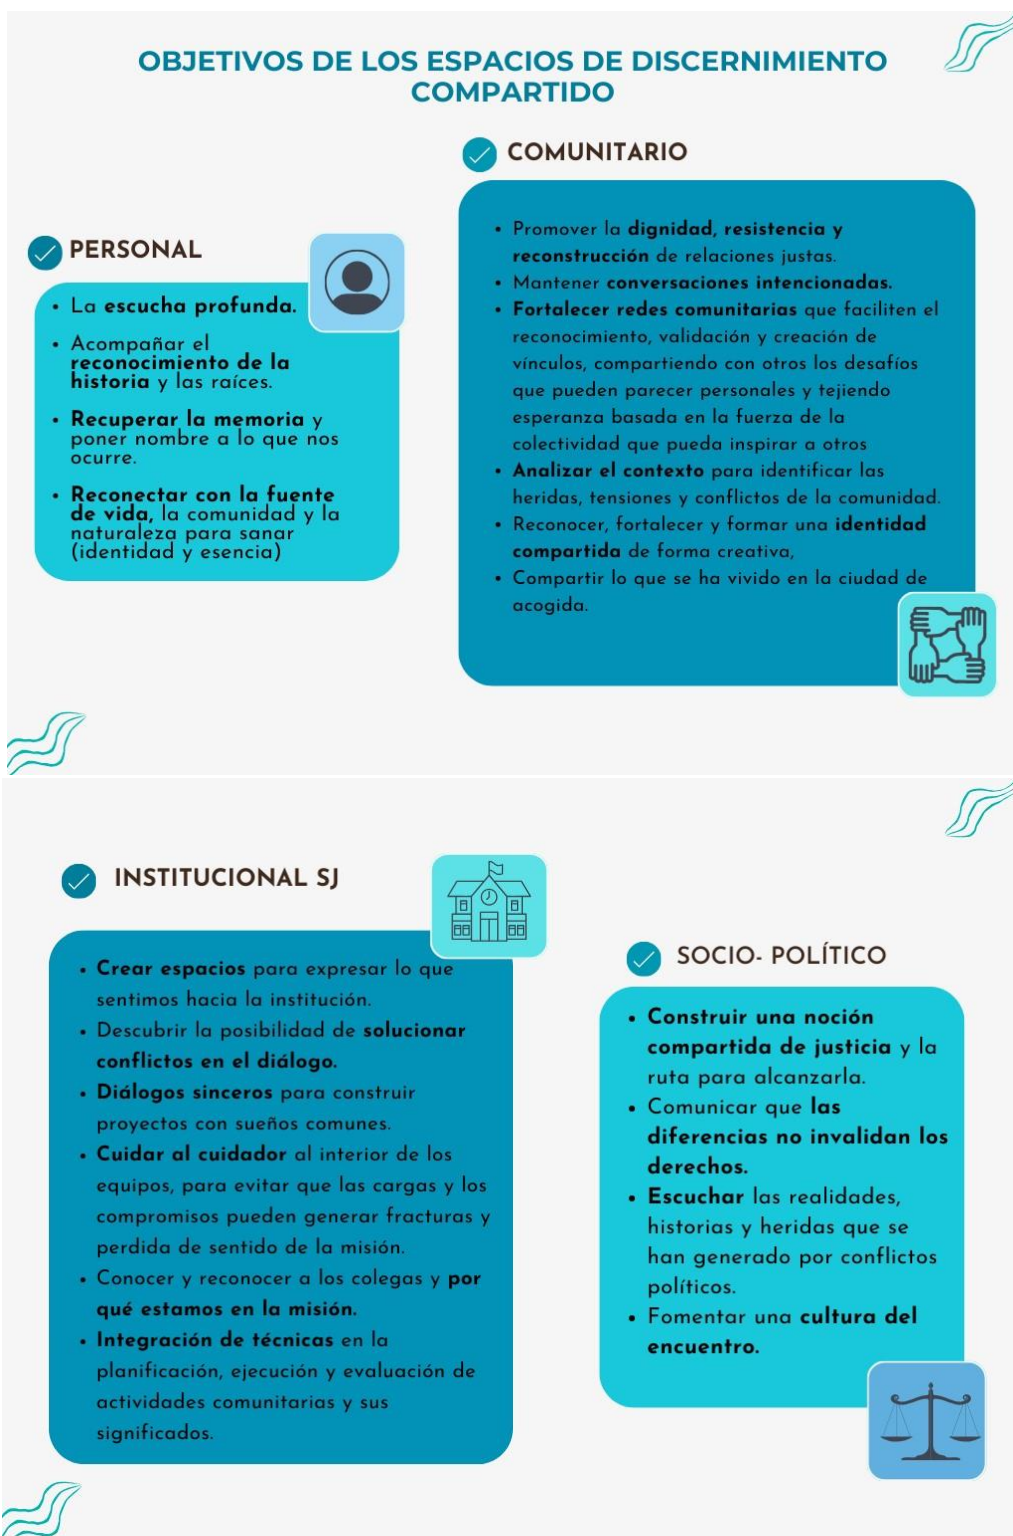 OBJETIVOS DE LOS ESPACIOS DE DISCERNIMIENTO
COMPARTIDO
PERSONAL
• La escucha profunda.
• Acompañar el
reconocimiento de la
historia y las raíces.
• Recuperar la memoria y
poner nombre a lo que nos
ocurre.
• Reconectar con la fuente
de vida, la comunidad y la
naturaleza para sanar
(identidad y esencia)
COMUNITARIO
• Promover la dignidad, resistencia y
reconstrucción de relaciones justas.
• Mantener conversaciones intencionadas.
• Fortalecer redes comunitarias que faciliten el
reconocimiento, validación y creación de
vínculos, compartiendo con otros los desafíos
que pueden parecer personales y tejiendo
esperanza basada en la fuerza de la
colectividad que pueda inspirar a otros
• Analizar el contexto para identificar las
heridas, tensiones y conflictos de la comunidad.
• Reconocer, fortalecer y formar una identidad
compartida de forma creativa,
• Compartir lo que se ha vivido en la ciudad de
acogida.
INSTITUCIONAL SJ
• Crear espacios para expresar lo que
sentimos hacia la institución.
• Descubrir la posibilidad de solucionar
conflictos en el diálogo.
• Diálogos sinceros para construir
proyectos con sueños comunes.
• Cuidar al cuidador al interior de los
equipos, para evitar que las cargas y los
compromisos pueden generar fracturas y
perdida de sentido de la misión.
• Conocer y reconocer a los colegas y por
qué estamos en la misión.
• Integración de técnicas en la
planificación, ejecución y evaluación de
actividades comunitarias y sus
significados.
SOCIO- POLÍTICO
• Construir una noción
compartida de justicia y la
ruta para alcanzarla.
• Comunicar que las
diferencias no invalidan los
derechos.
• Escuchar las realidades,
historias y heridas que se
han generado por conflictos
políticos.
• Fomentar una cultura del
encuentro.